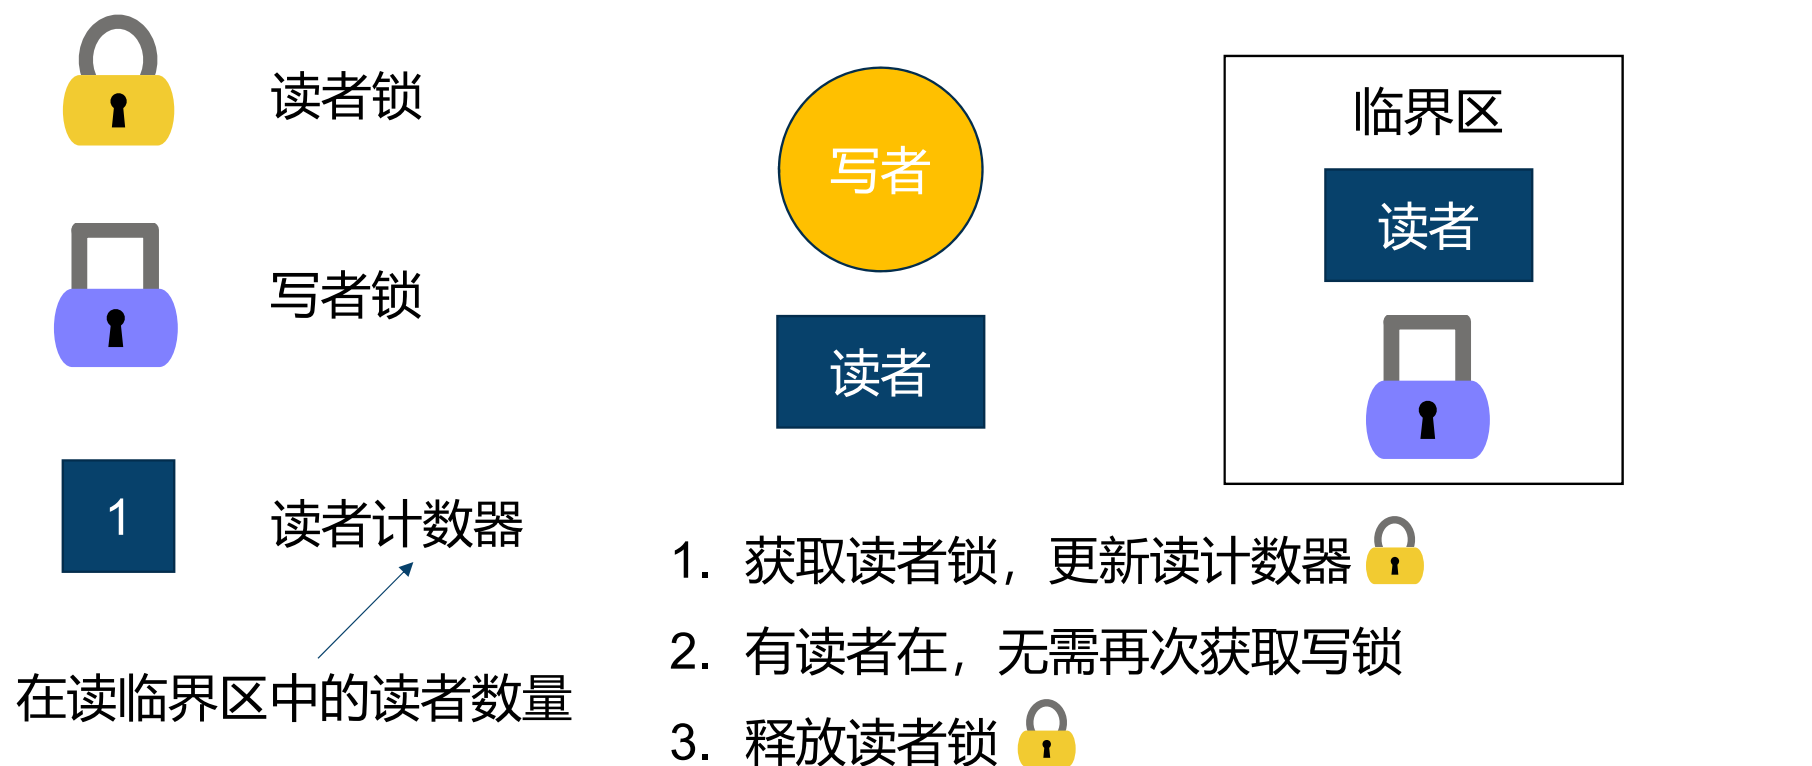 读者锁
写者锁
1
读者计数器
在读临界区中的读者数量
写者
读者
临界区
读者
1. 获取读者锁，更新读计数器
2. 有读者在，无需再次获取写锁
3. 释放读者锁